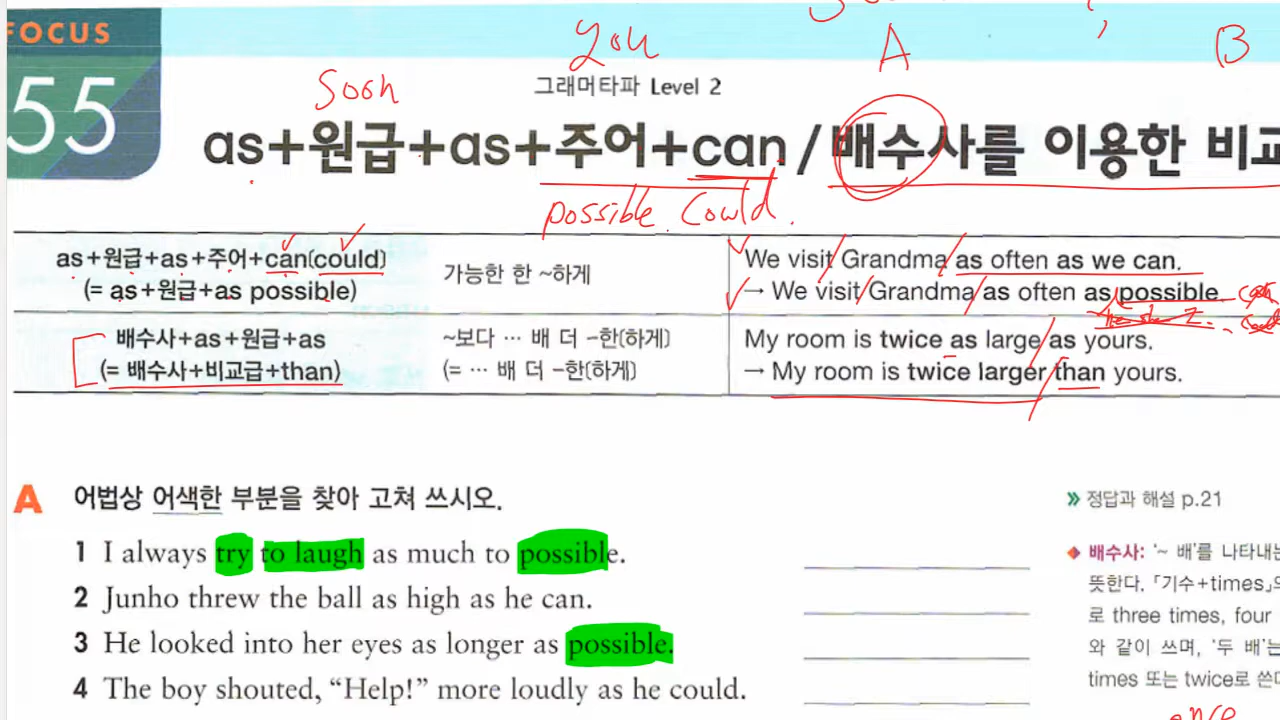 FOCUS
55
you
A
B
Soon
그래머타파 Level 2
as+원급+as+주어+can / 배수사를 이용한 비교
possible could.
as+원급+as+주어+can(could)
(= as+원급+as possible)
가능한 한 ~하게
We visit Grandma as often as we can.
→ We visit Grandma as often as possible.
배수사+as+원급+as
(= 배수사+비교급+than)
~보다 … 배 더 -한(하게)
(= … 배 더 -한(하게)
My room is twice as large as yours.
→ My room is twice larger than yours.
A 어법상 어색한 부분을 찾아 고쳐 쓰시오.
» 정답과 해설 p.21
1 I always try to laugh as much to possible.
2 Junho threw the ball as high as he can.
3 He looked into her eyes as longer as possible.
4 The boy shouted, “Help!” more loudly as he could.
배수사: ‘~ 배’를 나타내는
뜻한다. 「기수+times」의
로 three times, four
와 같이 쓰며, ‘두 배’는
times 또는 twice로 쓴다
once